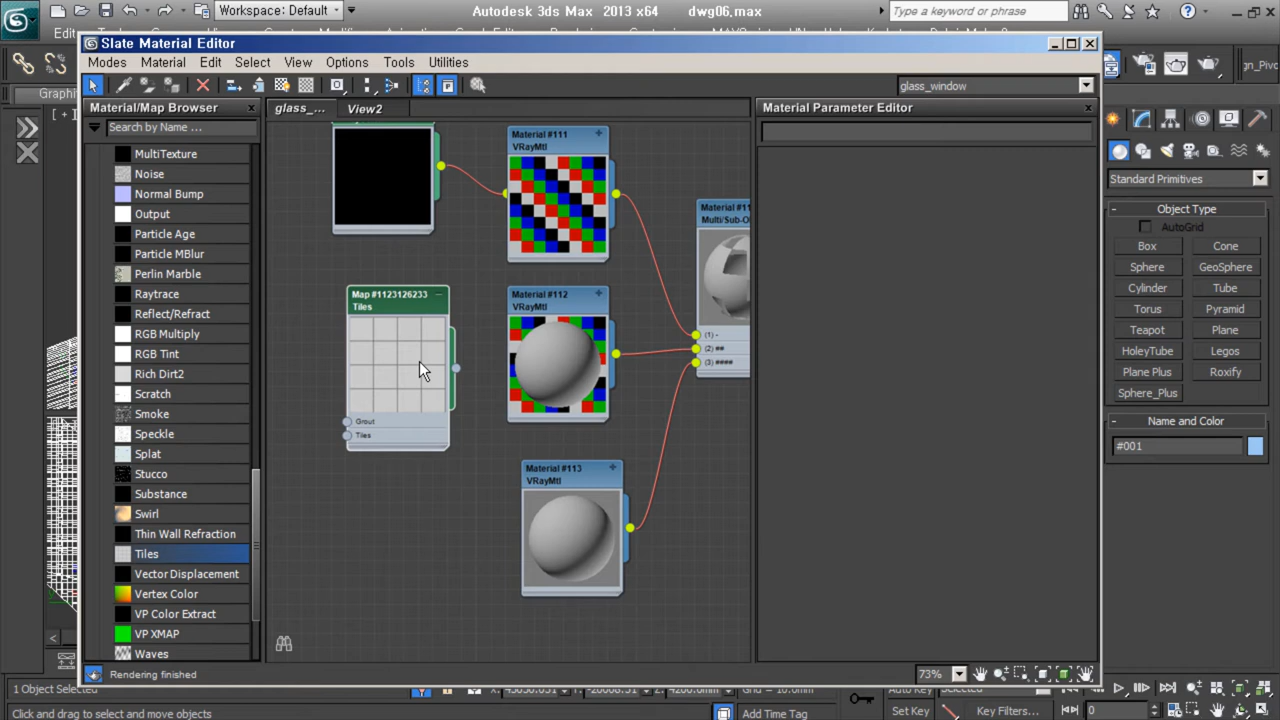 Workspace: Default
Autodesk 3ds Max 2013 x64 dwg06.max
Type a keyword or phrase
Slate Material Editor
Modes Material Edit Select View Options Tools Utilities
glass_window
Material/Map Browser
Search by Name ...
MultiTexture
Noise
Normal Bump
Output
Particle Age
Particle MBlur
Perlin Marble
Raytrace
Reflect/Refract
RGB Multiply
RGB Tint
Rich Dirt2
Scratch
Smoke
Speckle
Splat
Stucco
Substance
Swirl
Thin Wall Refraction
Tiles
Vector Displacement
Vertex Color
VP Color Extract
VP XMAP
Waves
Rendering finished
glass_... View2
Material #111
VRayMtl
Map #1123126233
Tiles
Grout
Tiles
Material #112
VRayMtl
Material #113
VRayMtl
Material #11
Multi/Sub-O
(1) -
(2) ##
(3) ####
73%
Material Parameter Editor
Standard Primitives
- Object Type
AutoGrid
Box Cone
Sphere GeoSphere
Cylinder Tube
Torus Pyramid
Teapot Plane
HoleyTube Legos
Plane Plus Roxify
Sphere_Plus
- Name and Color
#001
1 Object Selected
Click and drag to select and move objects
Add Time Tag
Set Key
Key Filters...
0